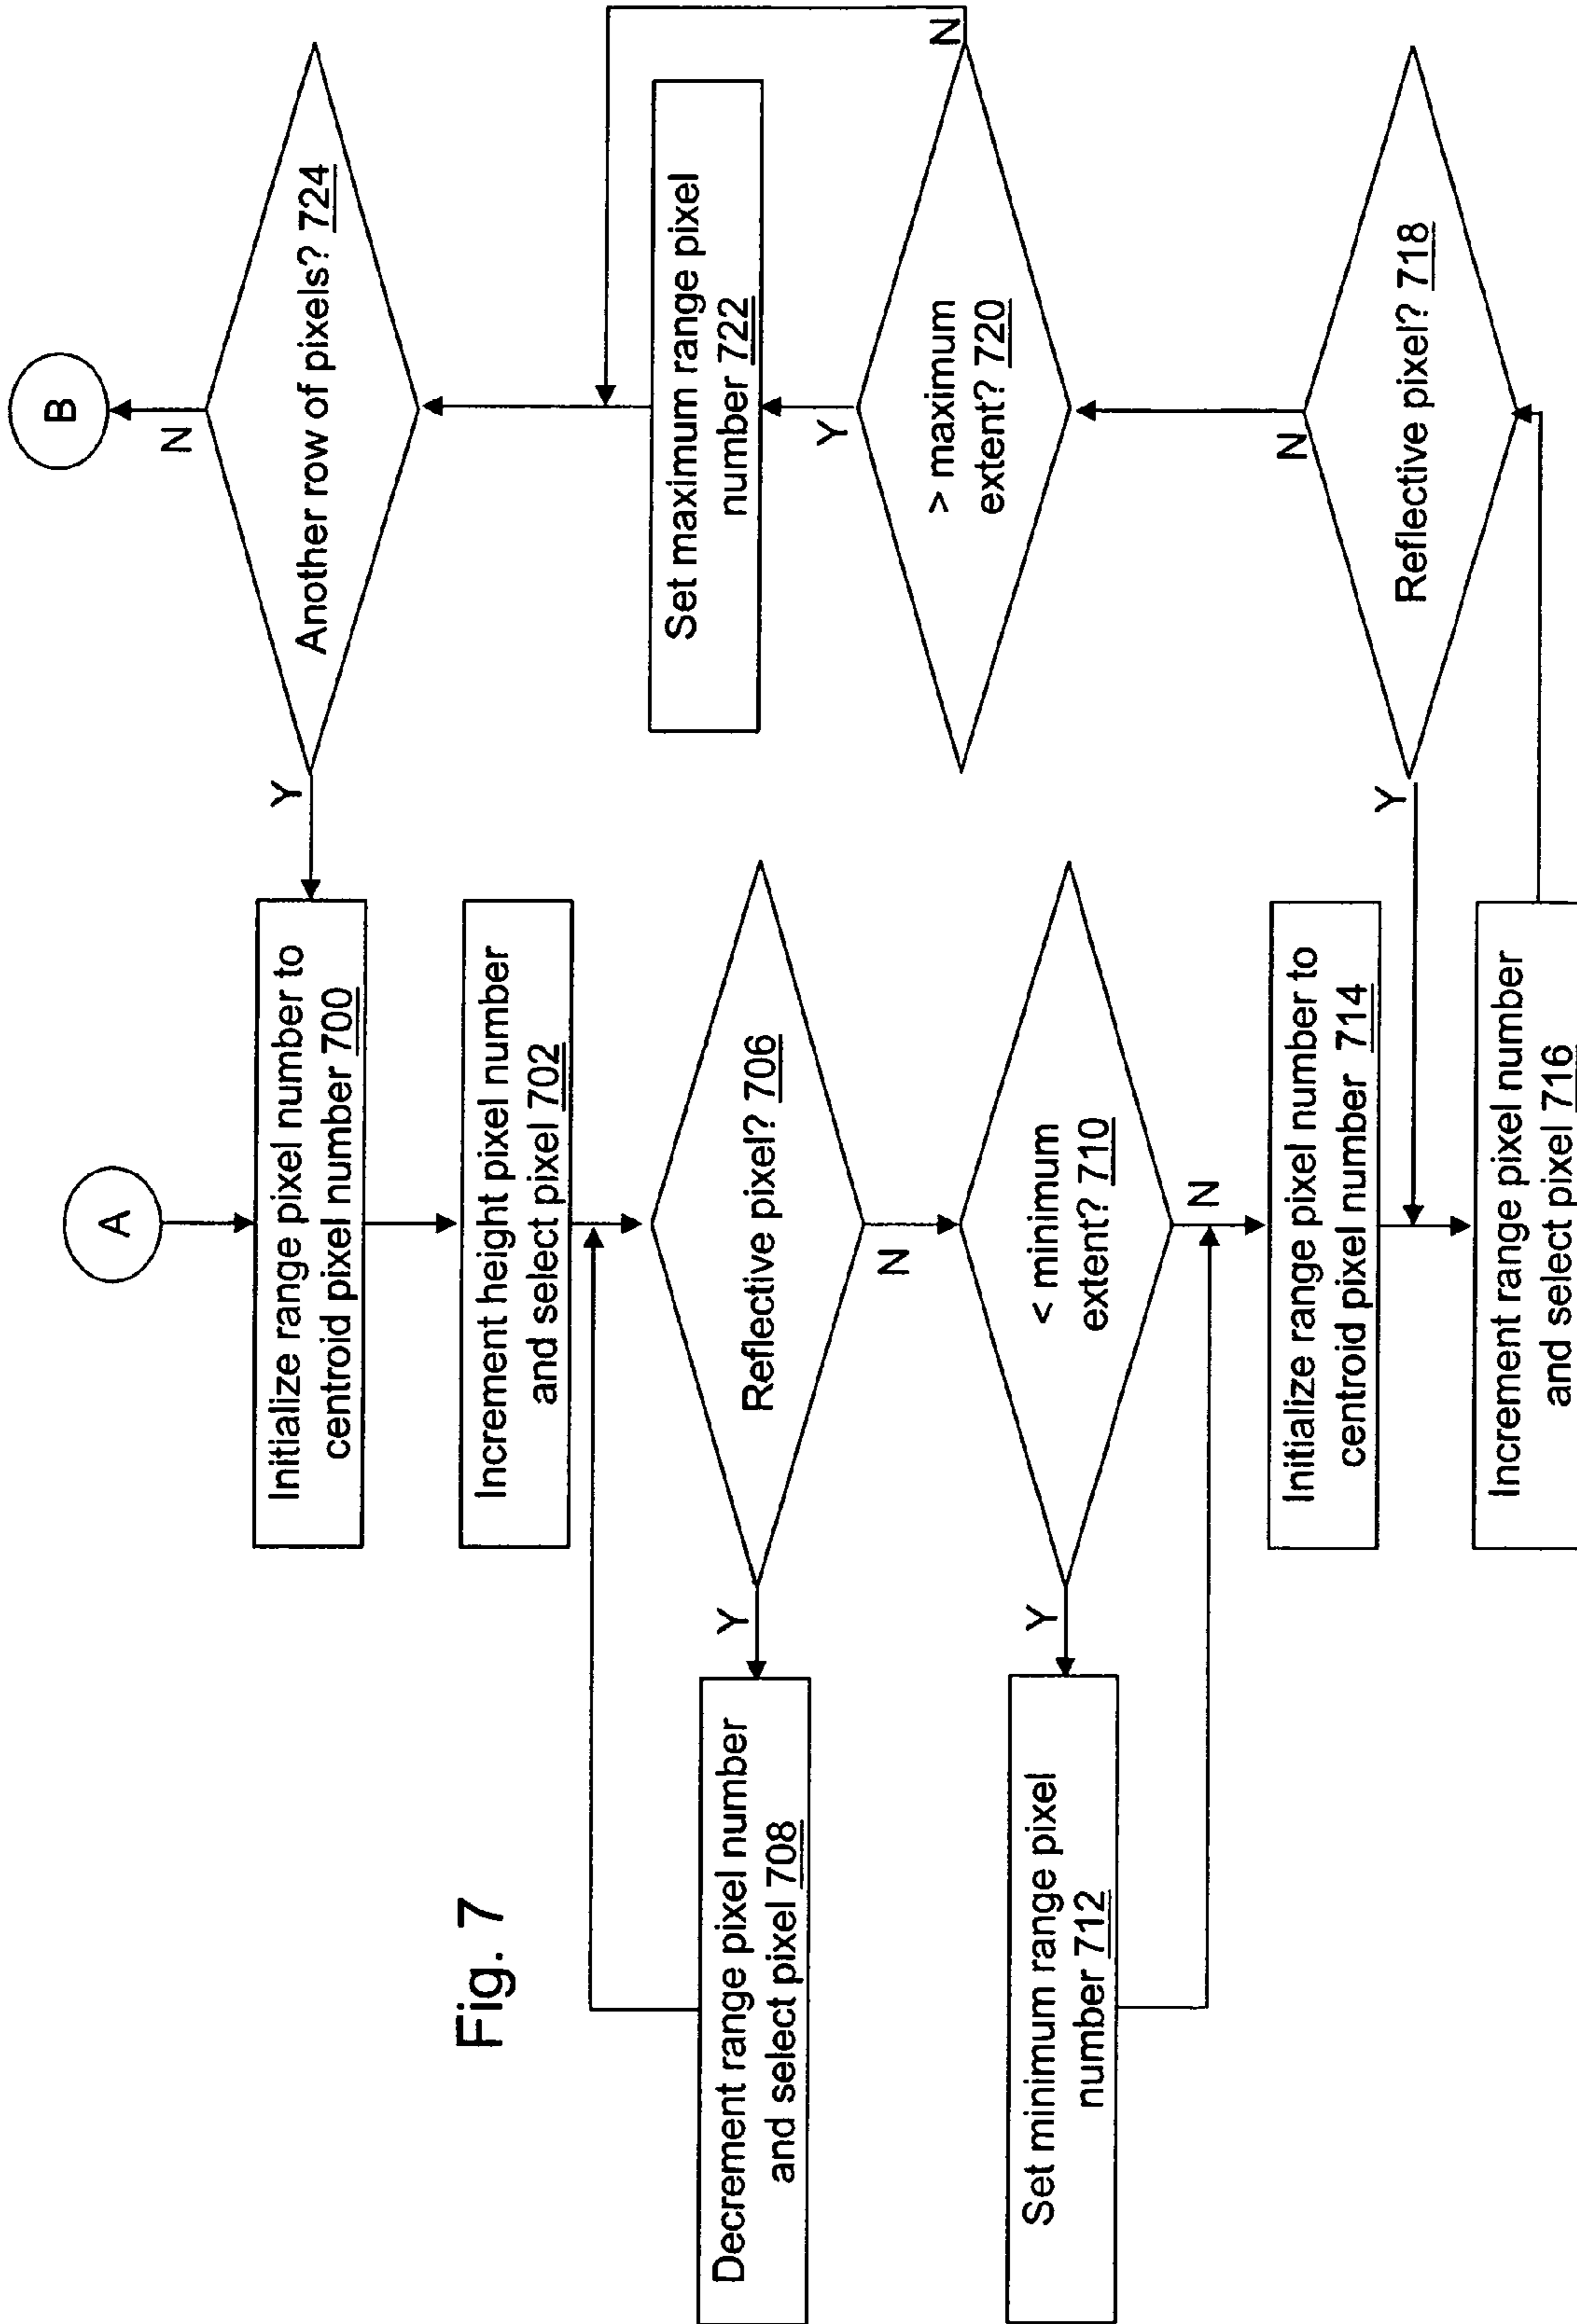 Fig. 7
A
Initialize range pixel number to
centroid pixel number 700
Increment height pixel number
and select pixel 702
Reflective pixel? 706
Y
N
Decrement range pixel number
and select pixel 708
< minimum
extent? 710
Y
N
Set minimum range pixel
number 712
Initialize range pixel number to
centroid pixel number 714
Increment range pixel number
and select pixel 716
Reflective pixel? 718
Y
N
> maximum
extent? 720
Y
N
Set maximum range pixel
number 722
Another row of pixels? 724
Y
N
B